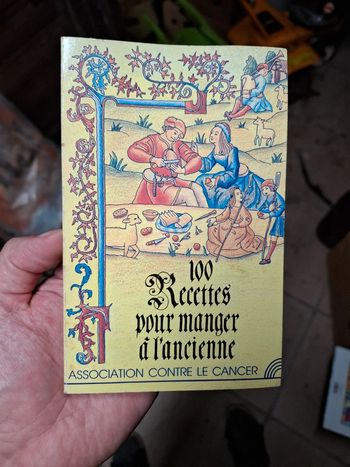 100
Recettes
pour manger
à l'ancienne
ASSOCIATION CONTRE LE CANCER